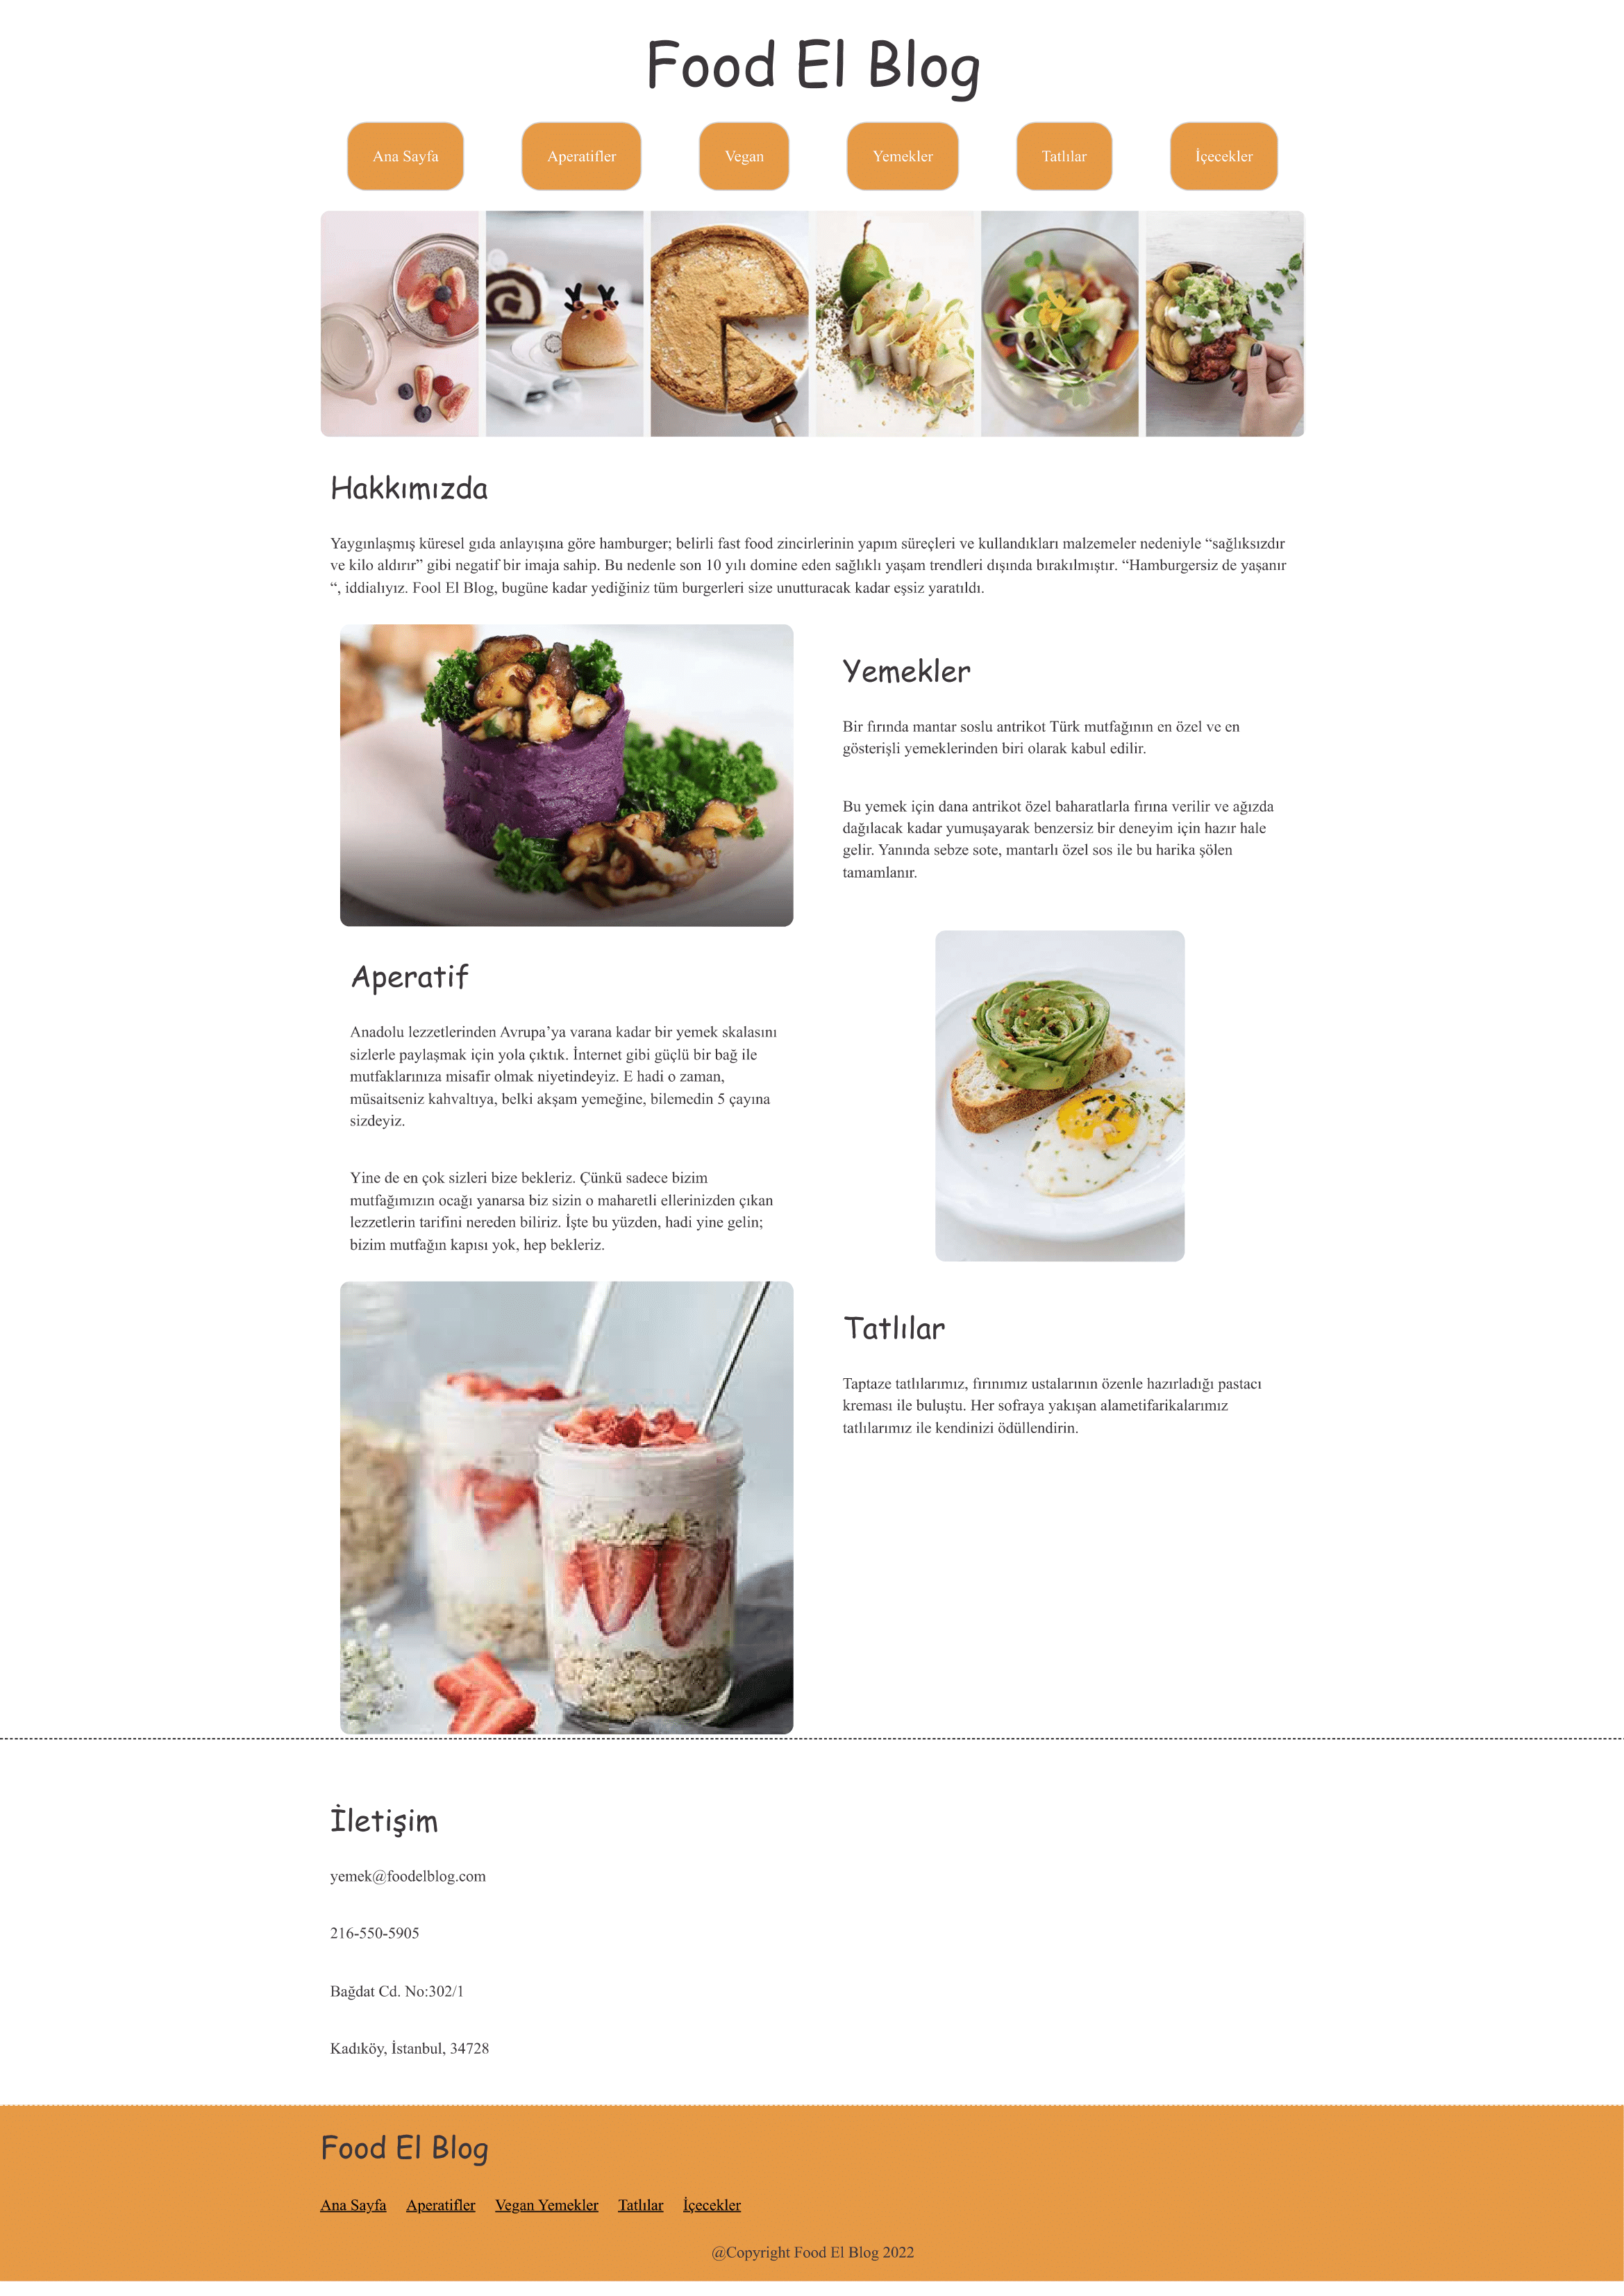 Food El Blog
Ana Sayfa
Aperatifler
Vegan
Yemekler
Tatlılar
İçecekler
Hakkımızda
Yaygınlaşmış küresel gıda anlayışına göre hamburger; belirli fast food zincirlerinin yapım süreçleri ve kullandıkları malzemeler nedeniyle “sağlıksızdır
ve kilo aldırır” gibi negatif bir imaja sahip. Bu nedenle son 10 yılı domine eden sağlıklı yaşam trendleri dışında bırakılmıştır. “Hamburgersiz de yaşanır
“, iddialıyız. Fool El Blog, bugüne kadar yediğiniz tüm burgerleri size unutturacak kadar eşsiz yaratıldı.
Yemekler
Bir fırında mantar soslu antrikot Türk mutfağının en özel ve en
gösterişli yemeklerinden biri olarak kabul edilir.
Bu yemek için dana antrikot özel baharatlarla fırına verilir ve ağızda
dağılacak kadar yumuşayarak benzersiz bir deneyim için hazır hale
gelir. Yanında sebze sote, mantarlı özel sos ile bu harika şölen
tamamlanır.
Aperatif
Anadolu lezzetlerinden Avrupa’ya varana kadar bir yemek skalasını
sizlerle paylaşmak için yola çıktık. İnternet gibi güçlü bir bağ ile
mutfaklarınıza misafir olmak niyetindeyiz. E hadi o zaman,
müsaitseniz kahvaltıya, belki akşam yemeğine, bilemedin 5 çayına
sizdeyiz.
Yine de en çok sizleri bize bekleriz. Çünkü sadece bizim
mutfağımızın ocağı yanarsa biz sizin o maharetli ellerinizden çıkan
lezzetlerin tarifini nereden biliriz. İşte bu yüzden, hadi yine gelin;
bizim mutfağın kapısı yok, hep bekleriz.
Tatlılar
Taptaze tatlılarımız, fırınımız ustalarının özenle hazırladığı pastacı
kreması ile buluştu. Her sofraya yakışan alametifarikalarımız
tatlılarımız ile kendinizi ödüllendirin.
İletişim
yemek@foodelblog.com
216-550-5905
Bağdat Cd. No:302/1
Kadıköy, İstanbul, 34728
Food El Blog
Ana Sayfa Aperatifler Vegan Yemekler Tatlılar İçecekler
@Copyright Food El Blog 2022